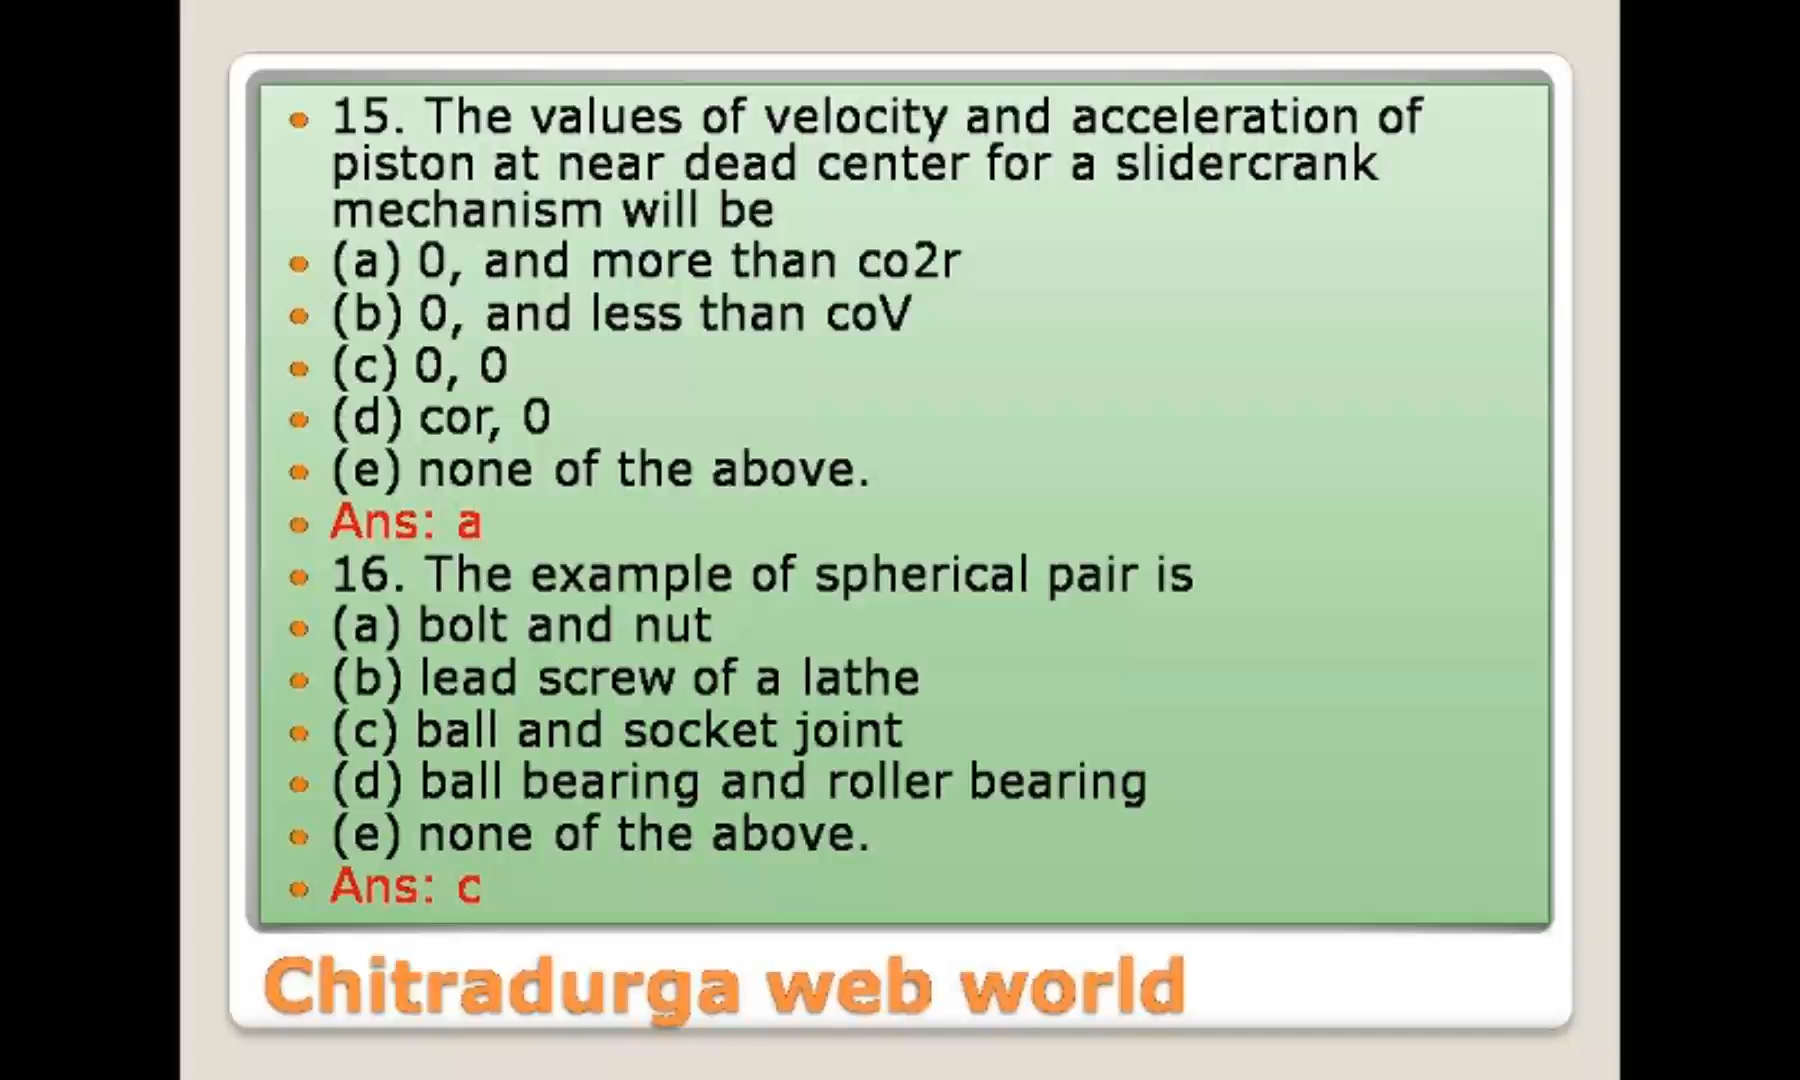 15. The values of velocity and acceleration of
piston at near dead center for a slidercrank
mechanism will be
(a) 0, and more than co2r
(b) 0, and less than coV
(c) 0, 0
(d) cor, 0
(e) none of the above.
Ans: a
16. The example of spherical pair is
(a) bolt and nut
(b) lead screw of a lathe
(c) ball and socket joint
(d) ball bearing and roller bearing
(e) none of the above.
Ans: c
Chitradurga web world